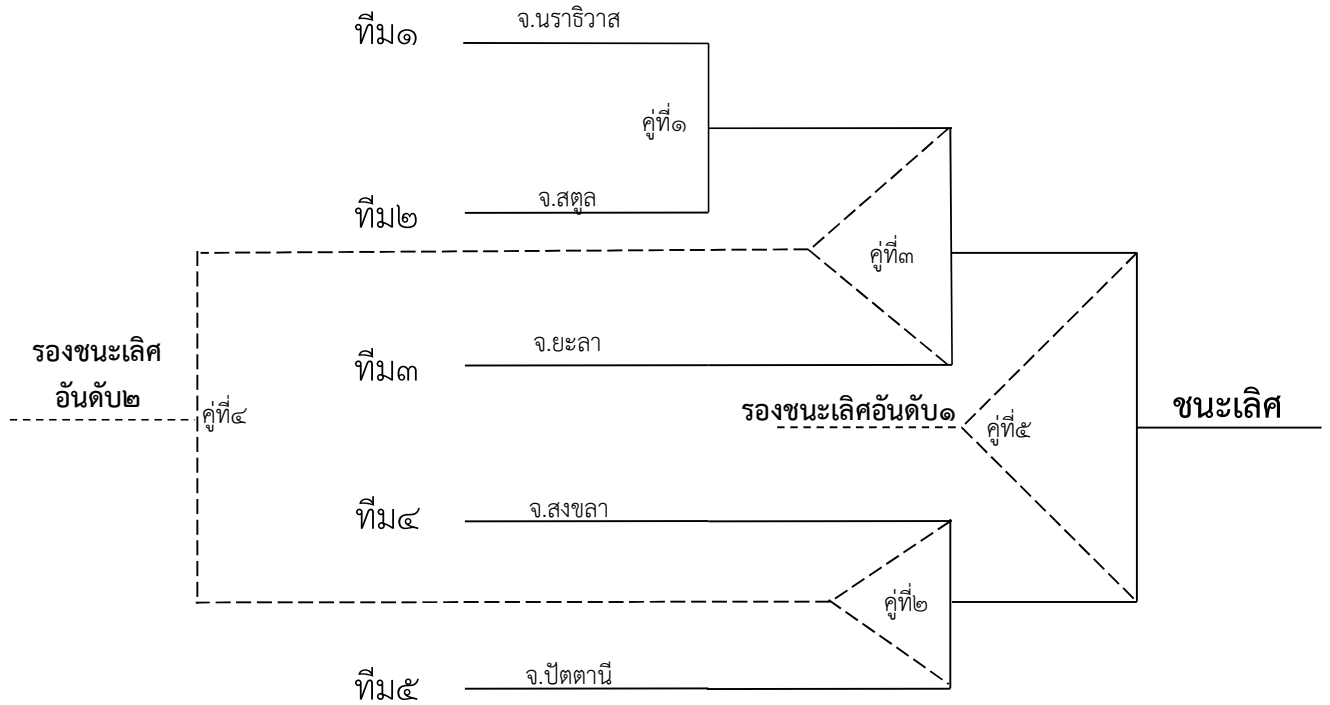 ทีม๑
จ.นราธิวาส
คู่ที่๑
ทีม๒
จ.สตูล
คู่ที่๓
รองชนะเลิศ
อันดับ๒
ทีม๓
จ.ยะลา
คู่ที่๔
รองชนะเลิศอันดับ๑
คู่ที่๕
ชนะเลิศ
ทีม๔
จ.สงขลา
คู่ที่๒
ทีม๕
จ.ปัตตานี